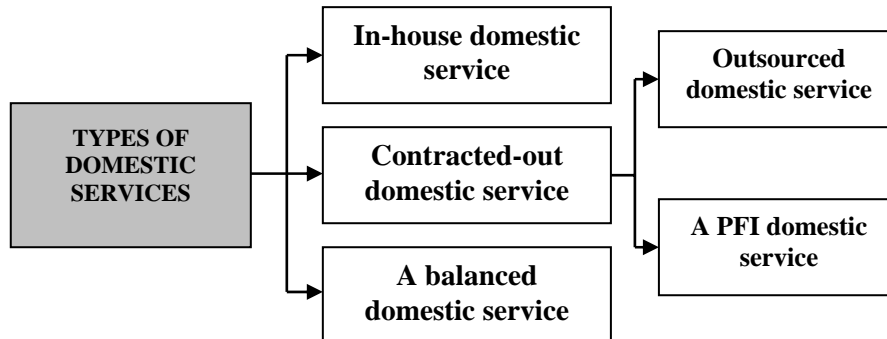 TYPES OF
DOMESTIC
SERVICES
In-house domestic
service
Contracted-out
domestic service
A balanced
domestic service
Outsourced
domestic service
A PFI domestic
service